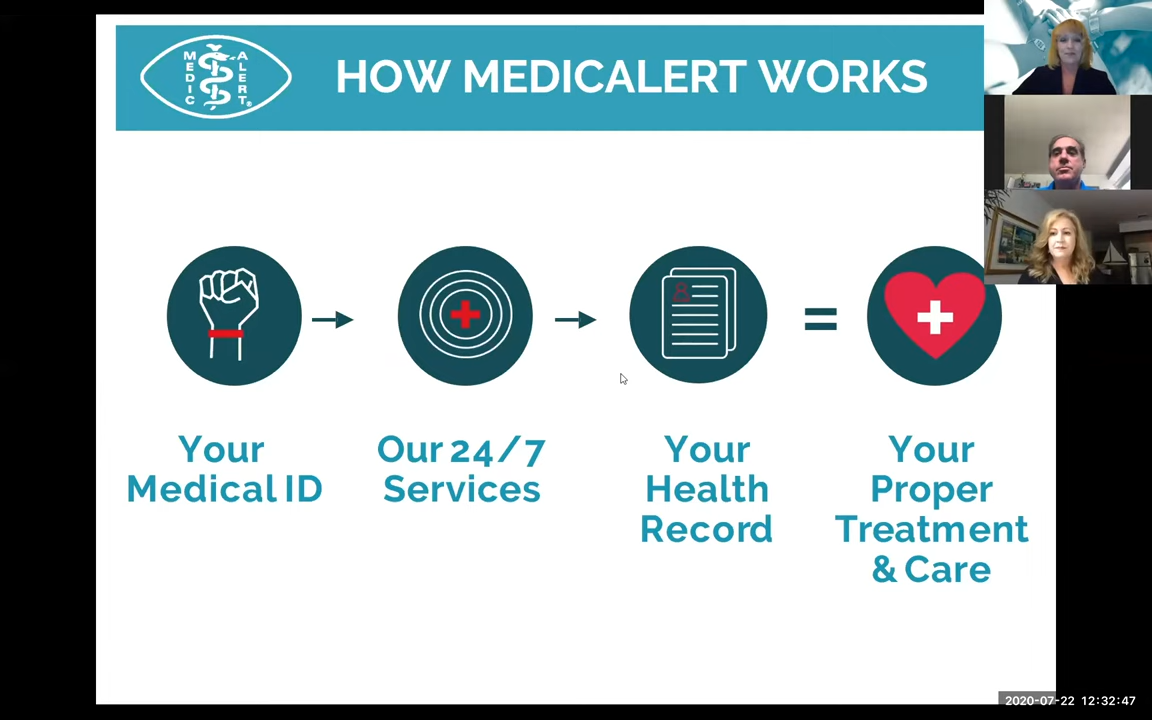 MEDIC ALERT®
HOW MEDICALERT WORKS
Your
Medical ID
Our 24/7
Services
Your
Health
Record
=
Your
Proper
Treatment
& Care
2020-07-22 12:32:47